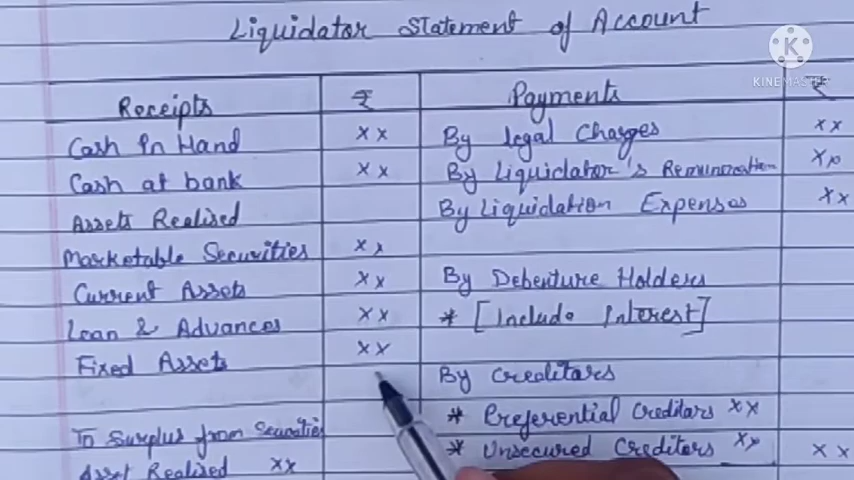 Liquidator Statement of Account
K
KINEMASTER
Receipts ₹ Payments ₹
Cash in Hand xx By legal Charges xx
Cash at bank xx By Liquidator's Remuneration xx
Assets Realised By Liquidation Expenses xx
Marketable Securities xx
Current Assets xx By Debenture Holders
Loan & Advances xx * [Include Interest]
Fixed Assets xx
By Creditars
* Preferential Creditars xx
To Surplus from Securities
* Unsecured Creditors xx xx
Asset Realised xx